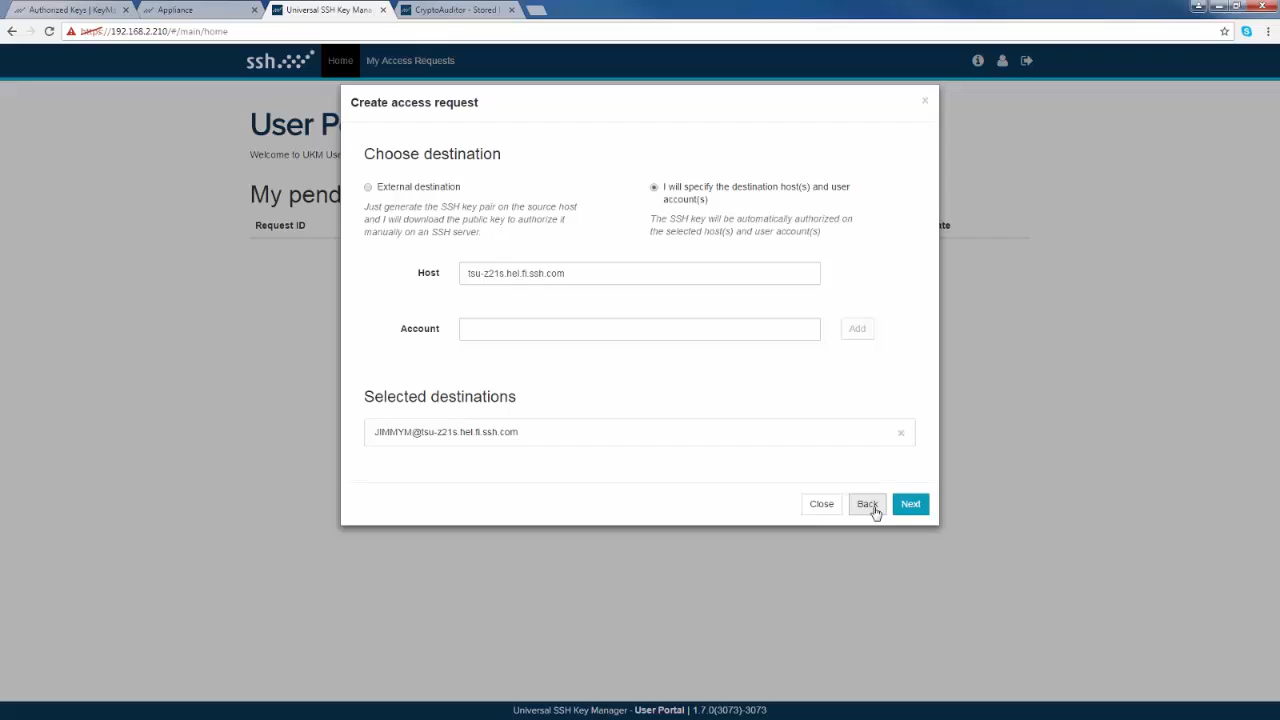 Authorized Keys | KeyM
Appliance
Universal SSH Key Mana
CryptoAuditor - Stored
https://192.168.2.210/#/main/home
ssh
Home
My Access Requests
User P
Welcome to UKM Use
My pend
Request ID
te
Create access request
×
Choose destination
External destination
Just generate the SSH key pair on the source host
and I will download the public key to authorize it
manually on an SSH server.
I will specify the destination host(s) and user
account(s)
The SSH key will be automatically authorized on
the selected host(s) and user account(s)
Host
tsu-z21s.hel.fi.ssh.com
Account
Add
Selected destinations
JIMMYM@tsu-z21s.hel.fi.ssh.com
×
Close
Back
Next
Universal SSH Key Manager - User Portal | 1.7.0(3073)-3073